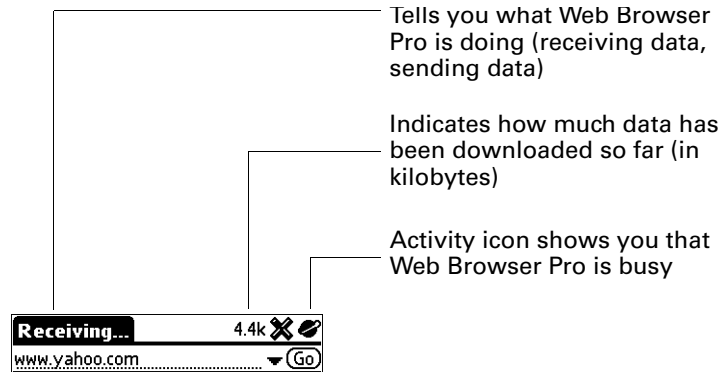 Tells you what Web Browser
Pro is doing (receiving data,
sending data)
Indicates how much data has
been downloaded so far (in
kilobytes)
Activity icon shows you that
Web Browser Pro is busy
Receiving... 4.4k
www.yahoo.com Go